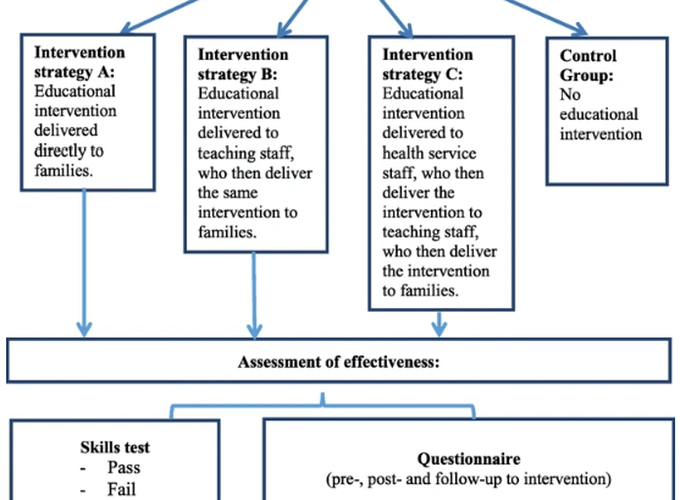 Intervention
strategy A:
Educational
intervention
delivered
directly to
families.
Intervention
strategy B:
Educational
intervention
delivered to
teaching staff,
who then deliver
the same
intervention to
families.
Intervention
strategy C:
Educational
intervention
delivered to
health service
staff, who then
deliver the
intervention to
teaching staff,
who then deliver
the intervention
to families.
Control
Group:
No
educational
intervention
Assessment of effectiveness:
Skills test
- Pass
- Fail
Questionnaire
(pre-, post- and follow-up to intervention)